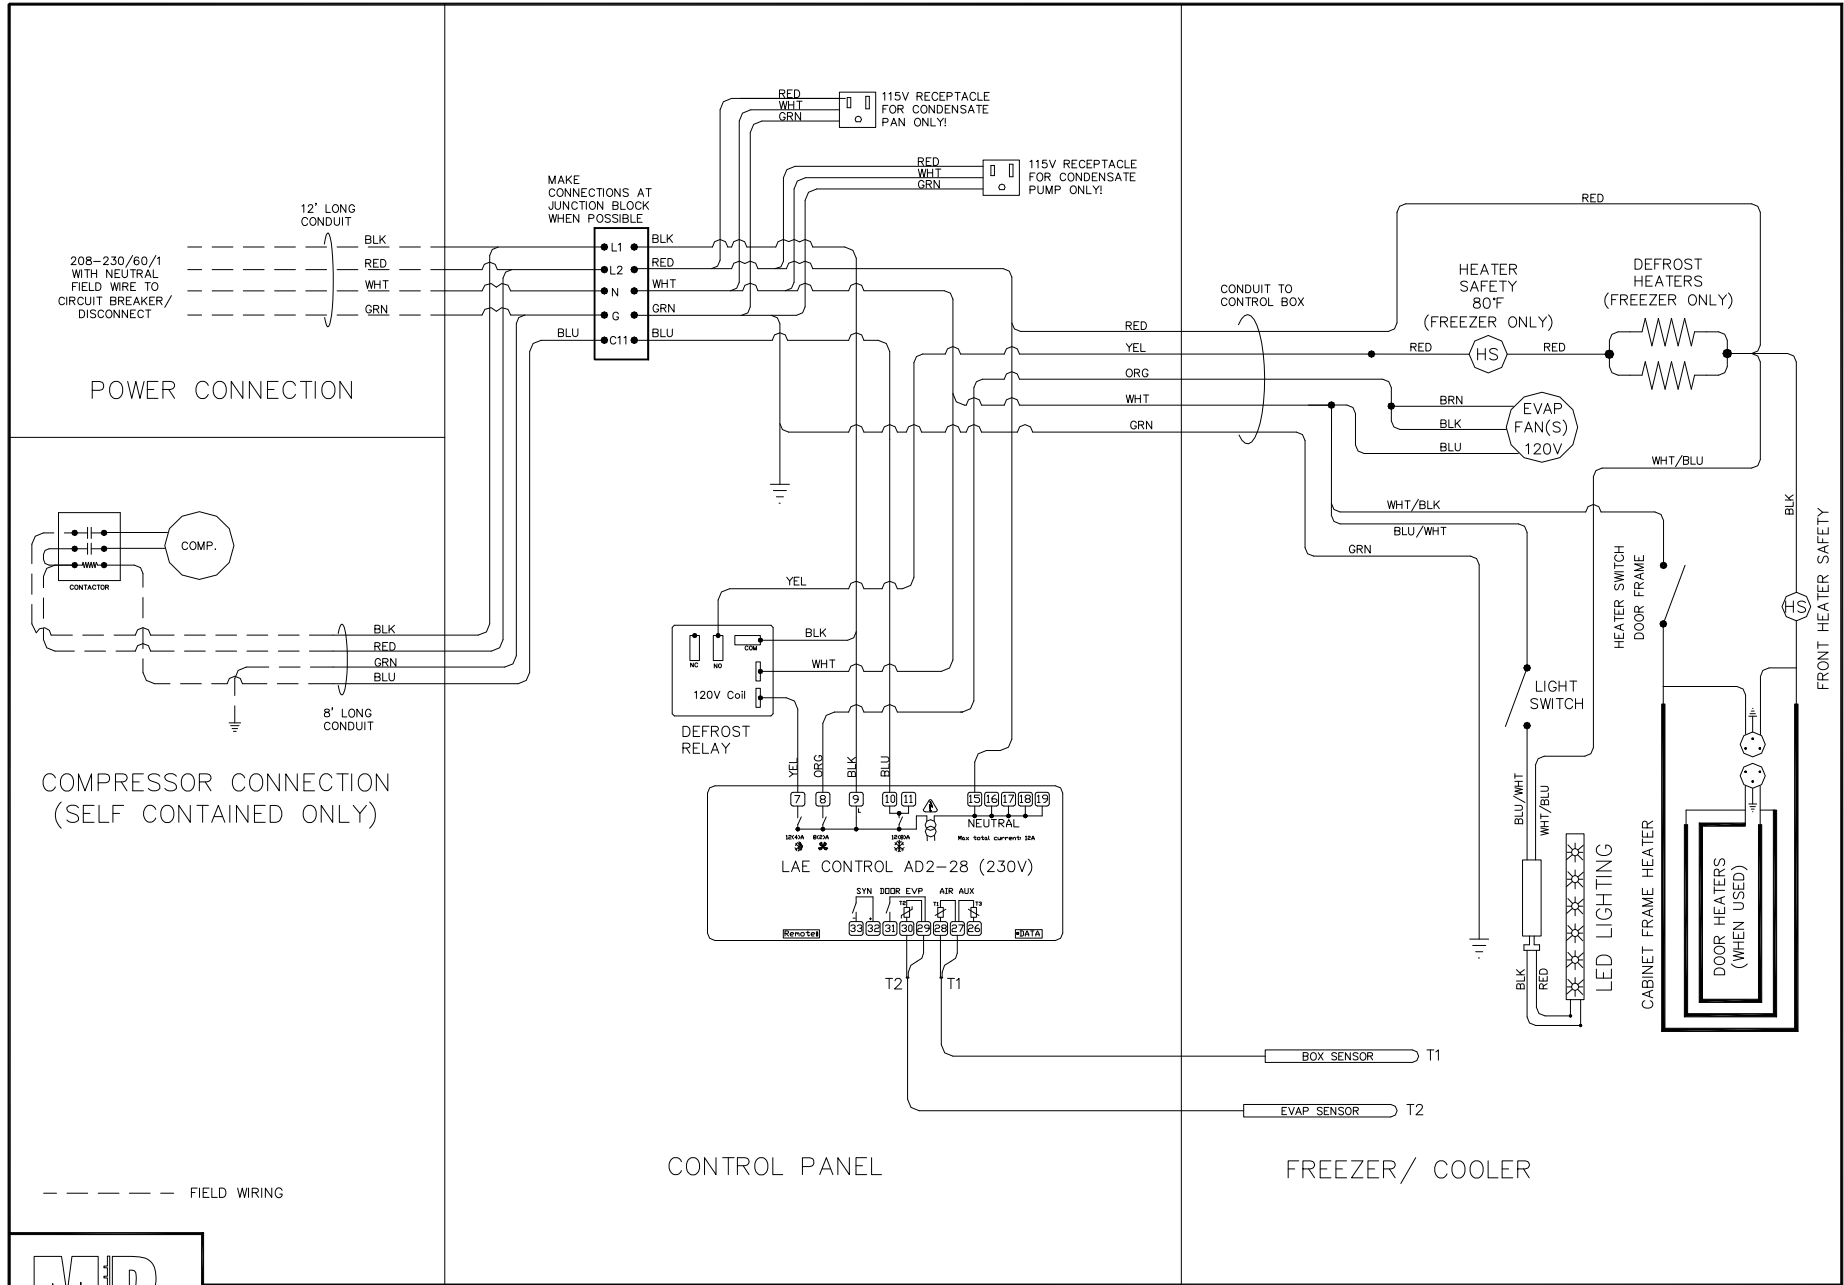 RED
WHT
GRN
115V RECEPTACLE
FOR CONDENSATE
PAN ONLY!
RED
WHT
GRN
115V RECEPTACLE
FOR CONDENSATE
PUMP ONLY!
MAKE
CONNECTIONS AT
JUNCTION BLOCK
WHEN POSSIBLE
12' LONG
CONDUIT
208-230/60/1
WITH NEUTRAL
FIELD WIRE TO
CIRCUIT BREAKER/
DISCONNECT
BLK
RED
WHT
GRN
BLU
L1
L2
N
G
C11
BLK
RED
WHT
GRN
BLU
POWER CONNECTION
CONTACTOR
COMP.
BLK
RED
GRN
BLU
8' LONG
CONDUIT
COMPRESSOR CONNECTION
(SELF CONTAINED ONLY)
FIELD WIRING
MD
YEL
BLK
WHT
NC
NO
COM
120V Coil
DEFROST
RELAY
YEL
ORG
BLK
BLU
7
8
9
10
11
15
16
17
18
19
L
12(4)A
8(2)A
12(8)A
NEUTRAL
Max total current: 12A
LAE CONTROL AD2-28 (230V)
SYN
DOOR
EVP
AIR
AUX
T2
T1
T3
33
32
31
30
29
28
27
26
Remote
DATA
T2
T1
CONTROL PANEL
RED
YEL
ORG
WHT
GRN
CONDUIT TO
CONTROL BOX
RED
HEATER
SAFETY
80°F
(FREEZER ONLY)
DEFROST
HEATERS
(FREEZER ONLY)
RED
HS
RED
BRN
BLK
BLU
EVAP
FAN(S)
120V
WHT/BLU
WHT/BLK
BLU/WHT
GRN
BLK
HEATER SWITCH
DOOR FRAME
HS
FRONT HEATER SAFETY
LIGHT
SWITCH
BLU/WHT
WHT/BLU
BLK
RED
LED LIGHTING
CABINET FRAME HEATER
DOOR HEATERS
(WHEN USED)
BOX SENSOR
T1
EVAP SENSOR
T2
FREEZER/ COOLER